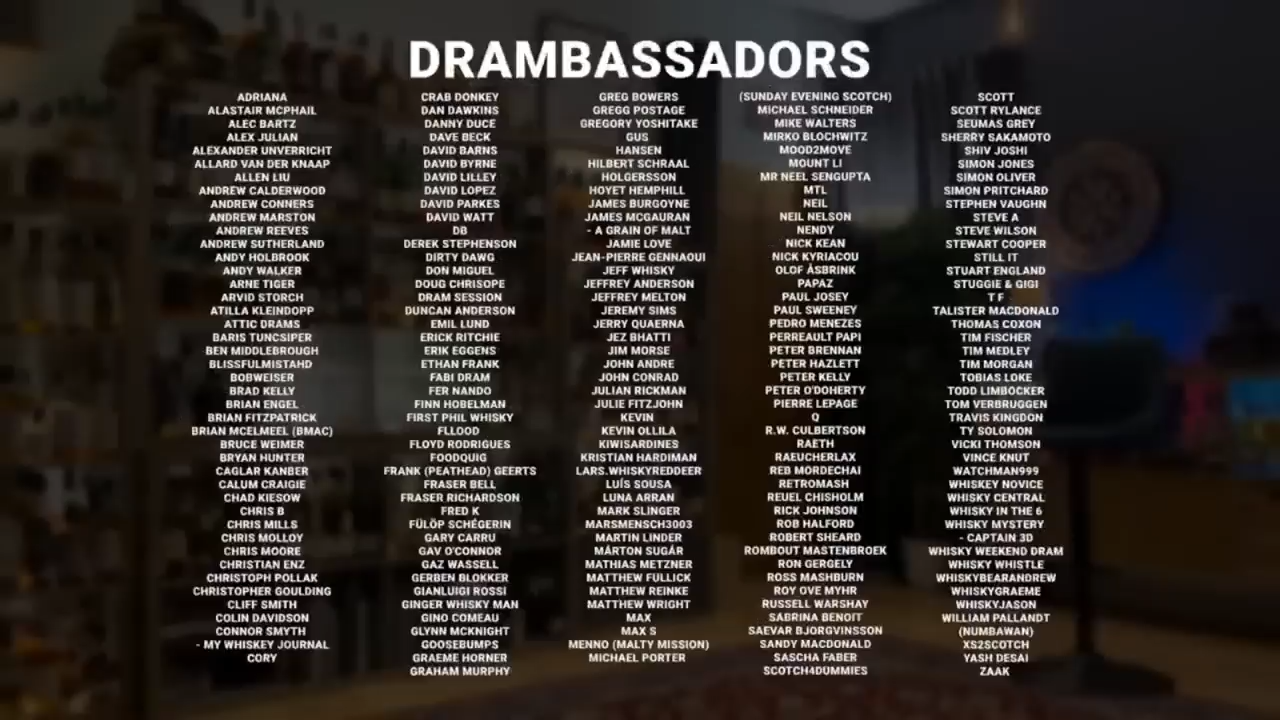 DRAMBASSADORS
ADRIANA
ALASTAIR MCPHAIL
ALEC BARTZ
ALEX JULIAN
ALEXANDER UNVERRICHT
ALLARD VAN DER KNAAP
ALLEN LIU
ANDREW CALDERWOOD
ANDREW CONNERS
ANDREW MARSTON
ANDREW REEVES
ANDREW SUTHERLAND
ANDY HOLBROOK
ANDY WALKER
ARNE TIGER
ARVID STORCH
ATILLA KLEINDOPP
ATTIC DRAMS
BARIS TUNCSIPER
BEN MIDDLEBROUGH
BLISSFULMISTAHD
BOBWEISER
BRAD KELLY
BRIAN ENGEL
BRIAN FITZPATRICK
BRIAN MCELMEEL (BMAC)
BRUCE WEIMER
BRYAN HUNTER
CAGLAR KANBER
CALUM CRAIGIE
CHAD KIESOW
CHRIS B
CHRIS MILLS
CHRIS MOLLOY
CHRIS MOORE
CHRISTIAN ENZ
CHRISTOPH POLLAK
CHRISTOPHER GOULDING
CLIFF SMITH
COLIN DAVIDSON
CONNOR SMYTH
- MY WHISKEY JOURNAL
CORY
CRAB DONKEY
DAN DAWKINS
DANNY DUCE
DAVE BECK
DAVID BARNS
DAVID BYRNE
DAVID LILLEY
DAVID LOPEZ
DAVID PARKES
DAVID WATT
DB
DEREK STEPHENSON
DIRTY DAWG
DON MIGUEL
DOUG CHRISOPE
DRAM SESSION
DUNCAN ANDERSON
EMIL LUND
ERICK RITCHIE
ERIK EGGENS
ETHAN FRANK
FABI DRAM
FER NANDO
FINN HOBELMAN
FIRST PHIL WHISKY
FLLOOD
FLOYD RODRIGUES
FOODQUIG
FRANK (PEATHEAD) GEERTS
FRASER BELL
FRASER RICHARDSON
FRED K
FÜLÖP SCHÉGERIN
GARY CARRU
GAV O'CONNOR
GAZ WASSELL
GERBEN BLOKKER
GIANLUIGI ROSSI
GINGER WHISKY MAN
GINO COMEAU
GLYNN MCKNIGHT
GOOSEBUMPS
GRAEME HORNER
GRAHAM MURPHY
GREG BOWERS
GREGG POSTAGE
GREGORY YOSHITAKE
GUS
HANSEN
HILBERT SCHRAAL
HOLGERSSON
HOYET HEMPHILL
JAMES BURGOYNE
JAMES MCGAURAN
- A GRAIN OF MALT
JAMIE LOVE
JEAN-PIERRE GENNAOUI
JEFF WHISKY
JEFFREY ANDERSON
JEFFREY MELTON
JEREMY SIMS
JERRY QUAERNA
JEZ BHATTI
JIM MORSE
JOHN ANDRE
JOHN CONRAD
JULIAN RICKMAN
JULIE FITZJOHN
KEVIN
KEVIN OLLILA
KIWISARDINES
KRISTIAN HARDIMAN
LARS.WHISKYREDDEER
LUÍS SOUSA
LUNA ARRAN
MARK SLINGER
MARSMENSCH3003
MARTIN LINDER
MÁRTON SUGÁR
MATHIAS METZNER
MATTHEW FULLICK
MATTHEW REINKE
MATTHEW WRIGHT
MAX
MAX S
MENNO (MALTY MISSION)
MICHAEL PORTER
(SUNDAY EVENING SCOTCH)
MICHAEL SCHNEIDER
MIKE WALTERS
MIRKO BLOCHWITZ
MOOD2MOVE
MOUNT LI
MR NEEL SENGUPTA
MTL
NEIL
NEIL NELSON
NENDY
NICK KEAN
NICK KYRIACOU
OLOF ÅSBRINK
PAPAZ
PAUL JOSEY
PAUL SWEENEY
PEDRO MENEZES
PERREAULT PAPI
PETER BRENNAN
PETER HAZLETT
PETER KELLY
PETER O'DOHERTY
PIERRE LEPAGE
Q
R.W. CULBERTSON
RAETH
RAEUCHERLAX
REB MORDECHAI
RETROMASH
REUEL CHISHOLM
RICK JOHNSON
ROB HALFORD
ROBERT SHEARD
ROMBOUT MASTENBROEK
RON GERGELY
ROSS MASHBURN
ROY OVE MYHR
RUSSELL WARSHAY
SABRINA BENOIT
SAEVAR BJORGVINSSON
SANDY MACDONALD
SASCHA FABER
SCOTCH4DUMMIES
SCOTT
SCOTT RYLANCE
SEUMAS GREY
SHERRY SAKAMOTO
SHIV JOSHI
SIMON JONES
SIMON OLIVER
SIMON PRITCHARD
STEPHEN VAUGHN
STEVE A
STEVE WILSON
STEWART COOPER
STILL IT
STUART ENGLAND
STUGGIE & GIGI
T F
TALISTER MACDONALD
THOMAS COXON
TIM FISCHER
TIM MEDLEY
TIM MORGAN
TOBIAS LOKE
TODD LIMBOCKER
TOM VERBRUGGEN
TRAVIS KINGDON
TY SOLOMON
VICKI THOMSON
VINCE KNUT
WATCHMAN999
WHISKEY NOVICE
WHISKY CENTRAL
WHISKY IN THE 6
WHISKY MYSTERY
- CAPTAIN 3D
WHISKY WEEKEND DRAM
WHISKY WHISTLE
WHISKYBEARANDREW
WHISKYGRAEME
WHISKYJASON
WILLIAM PALLANDT
(NUMBAWAN)
XS2SCOTCH
YASH DESAI
ZAAK